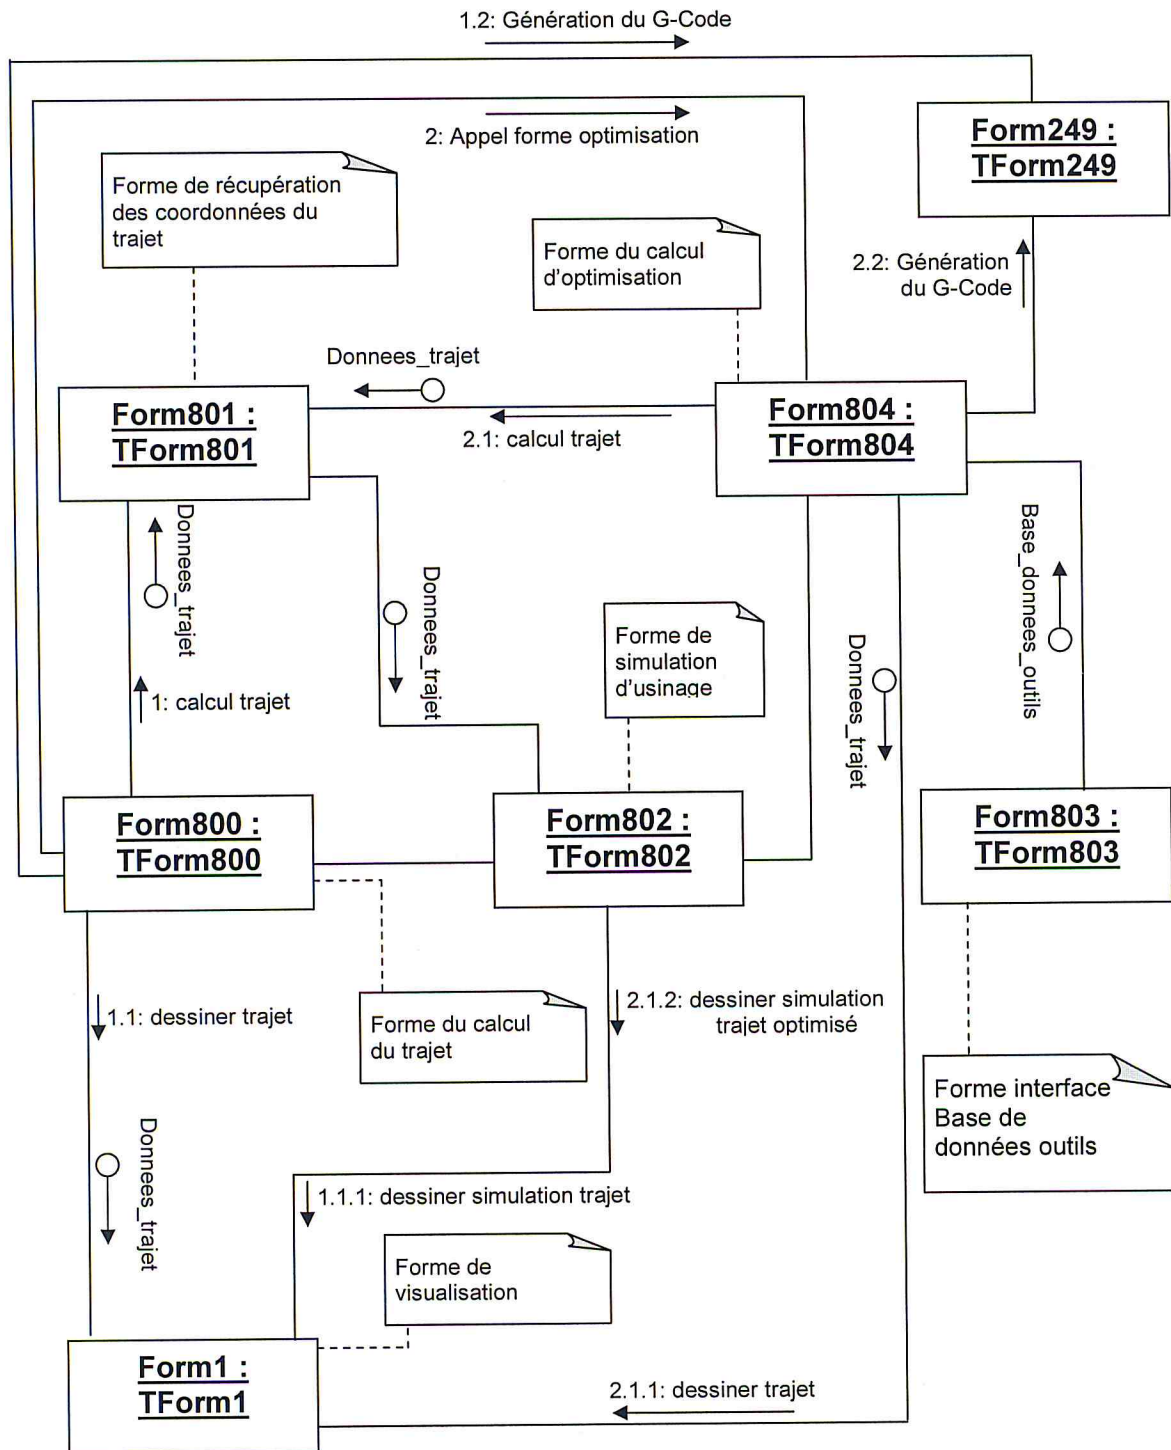 1.2: Génération du G-Code
2: Appel forme optimisation
Form249 :
TForm249
Forme de récupération
des coordonnées du
trajet
Forme du calcul
d'optimisation
2.2: Génération
du G-Code
Donnees_trajet
Form801 :
TForm801
2.1: calcul trajet
Form804 :
TForm804
Donnees_trajet
Donnees_trajet
Base_donnees_outils
Forme de
simulation
d'usinage
Donnees_trajet
1: calcul trajet
Form800 :
TForm800
Form802 :
TForm802
Form803 :
TForm803
1.1: dessiner trajet
Forme du calcul
du trajet
2.1.2: dessiner simulation
trajet optimisé
Forme interface
Base de
données outils
Donnees_trajet
1.1.1: dessiner simulation trajet
Forme de
visualisation
Form1 :
TForm1
2.1.1: dessiner trajet